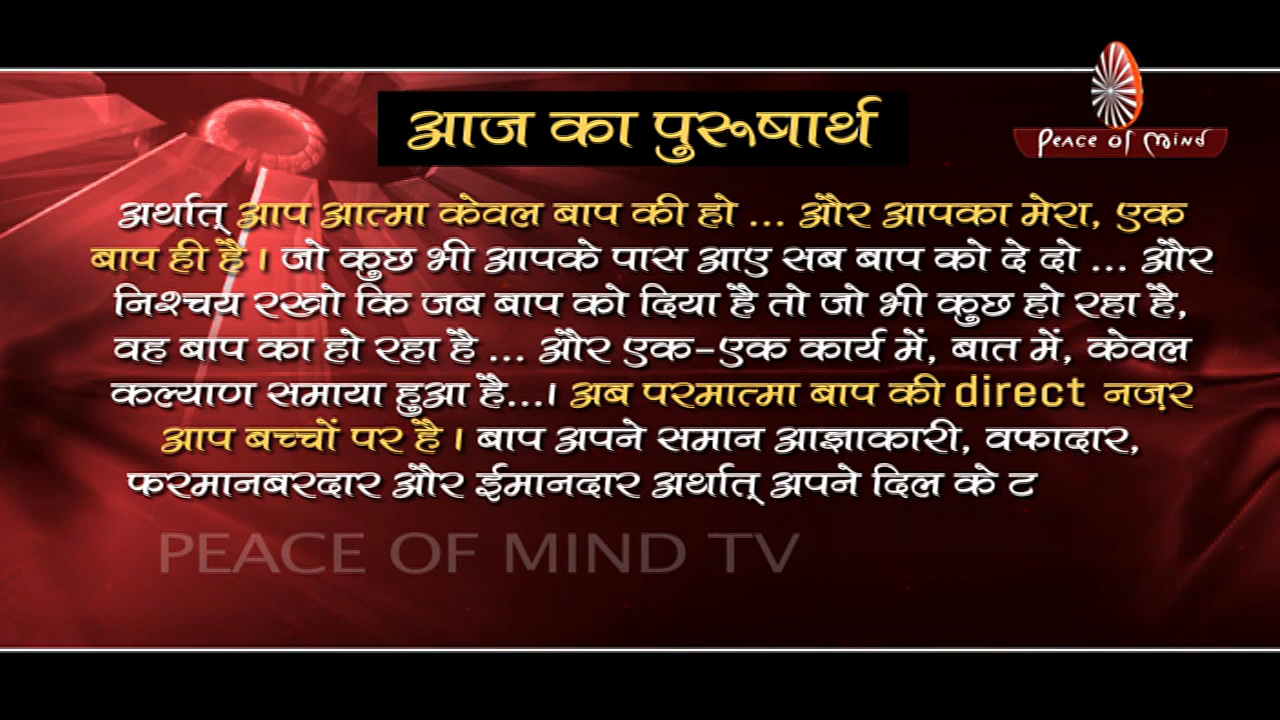 आज का पुरूषार्थ
Peace of Mind
अर्थात् आप आत्मा केवल बाप की हो ... और आपका मेरा, एक
बाप ही है। जो कुछ भी आपके पास आए सब बाप को दे दो ... और
निश्चय रखो कि जब बाप को दिया है तो जो भी कुछ हो रहा है,
वह बाप का हो रहा है ... और एक-एक कार्य में, बात में, केवल
कल्याण समाया हुआ है...। अब परमात्मा बाप की direct नज़र
आप बच्चों पर है। बाप अपने समान आज्ञाकारी, वफादार,
फरमानबरदार और ईमानदार अर्थात् अपने दिल के ट
PEACE OF MIND TV